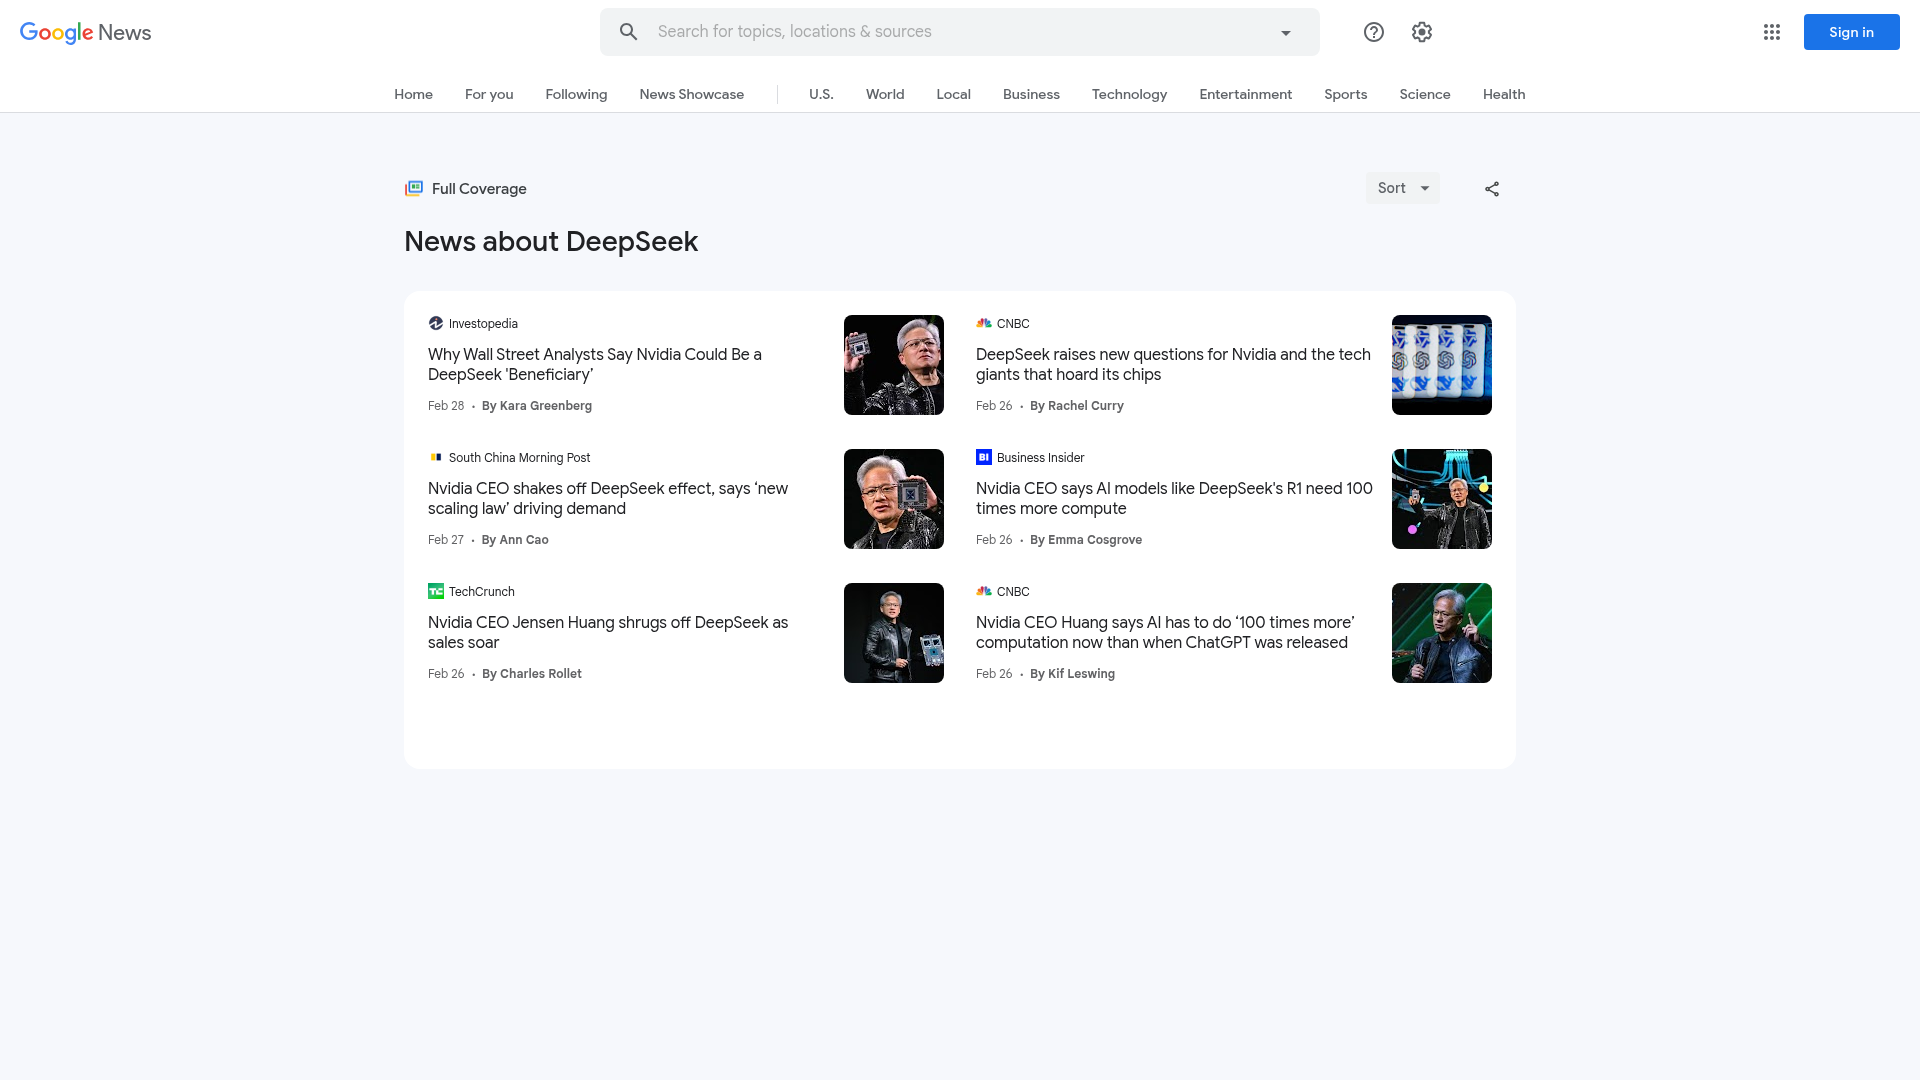 Google News
Search for topics, locations & sources
Sign in
Home
For you
Following
News Showcase
U.S.
World
Local
Business
Technology
Entertainment
Sports
Science
Health
Full Coverage
Sort
News about DeepSeek
Investopedia
Why Wall Street Analysts Say Nvidia Could Be a
DeepSeek 'Beneficiary’
Feb 28 • By Kara Greenberg
CNBC
DeepSeek raises new questions for Nvidia and the tech
giants that hoard its chips
Feb 26 • By Rachel Curry
South China Morning Post
Nvidia CEO shakes off DeepSeek effect, says ‘new
scaling law’ driving demand
Feb 27 • By Ann Cao
BI Business Insider
Nvidia CEO says AI models like DeepSeek's R1 need 100
times more compute
Feb 26 • By Emma Cosgrove
TC TechCrunch
Nvidia CEO Jensen Huang shrugs off DeepSeek as
sales soar
Feb 26 • By Charles Rollet
CNBC
Nvidia CEO Huang says AI has to do ‘100 times more’
computation now than when ChatGPT was released
Feb 26 • By Kif Leswing